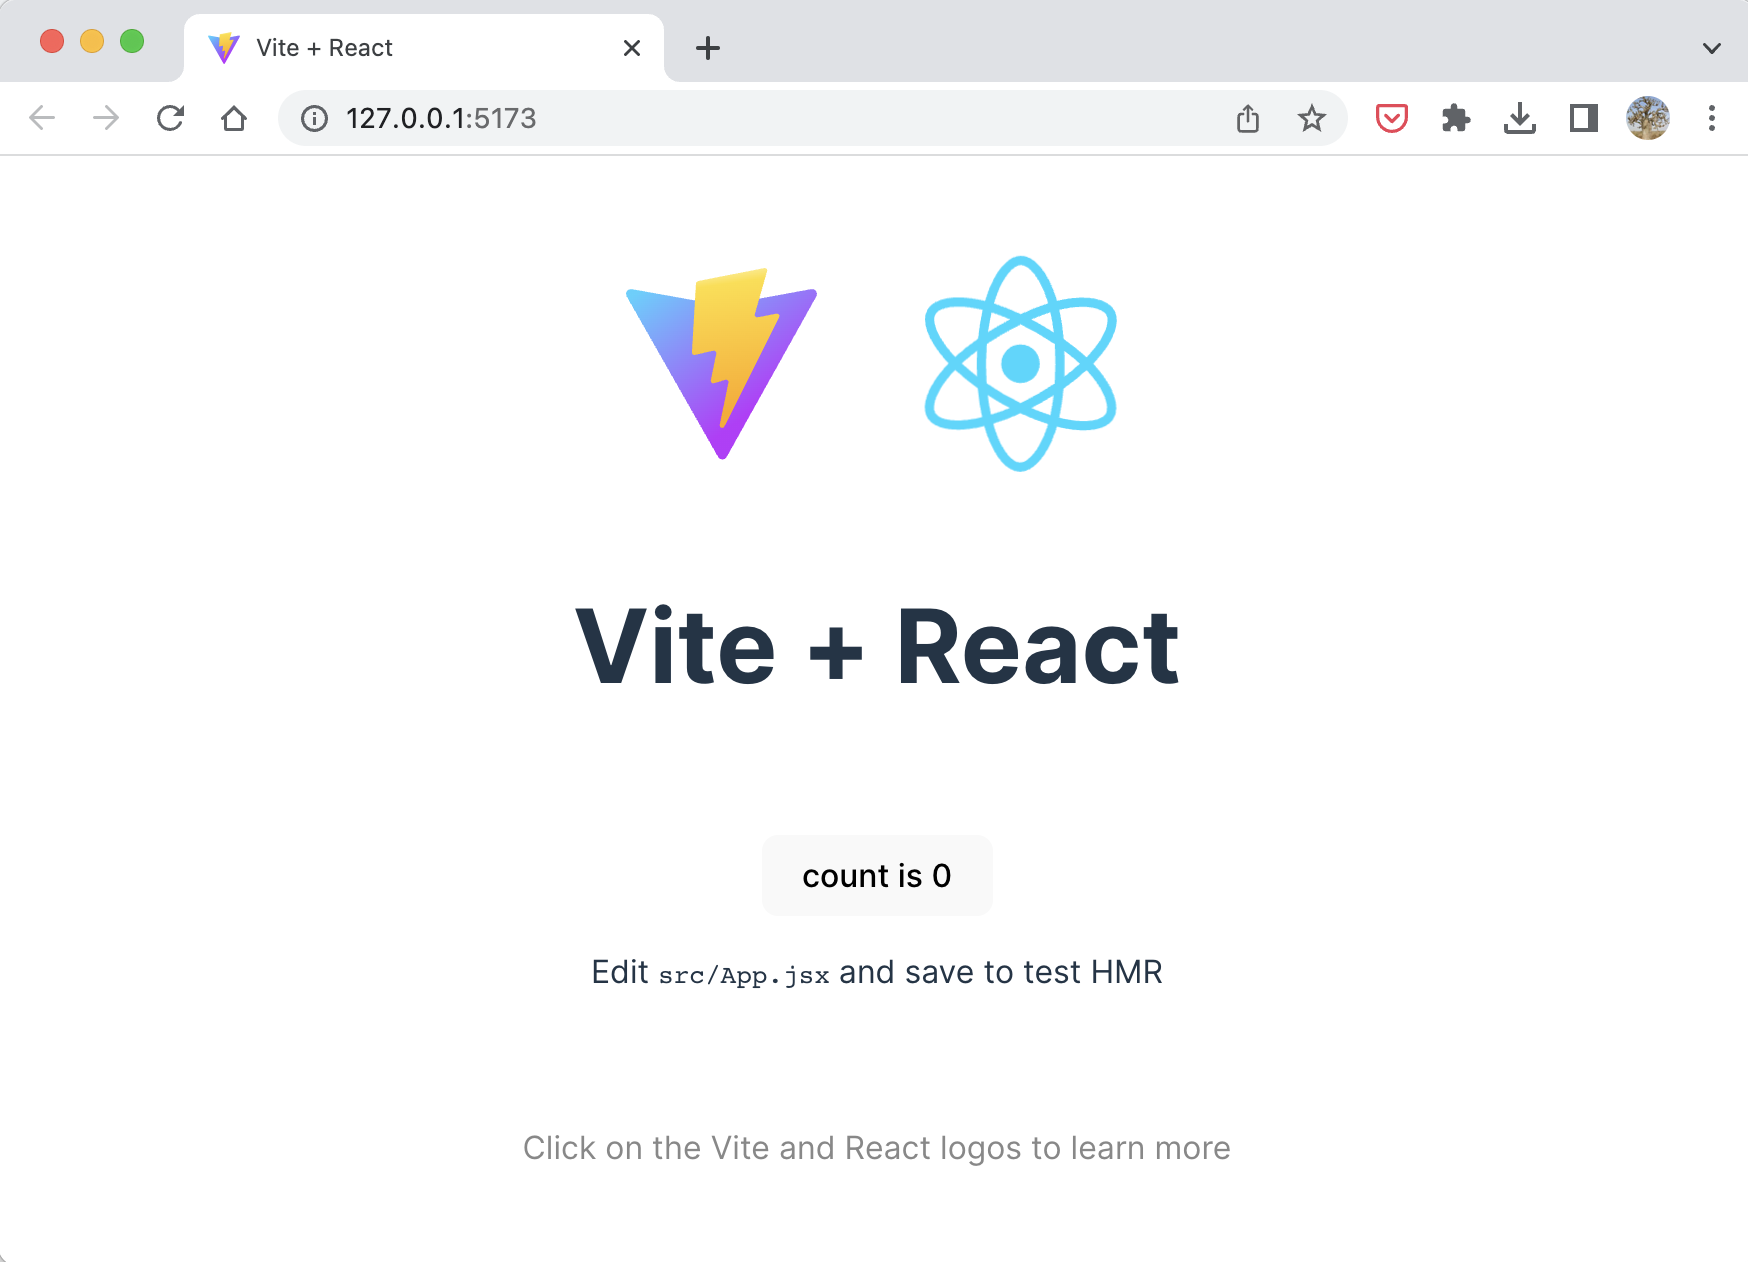 Vite + React
127.0.0.1:5173
Vite + React
count is 0
Edit src/App.jsx and save to test HMR
Click on the Vite and React logos to learn more